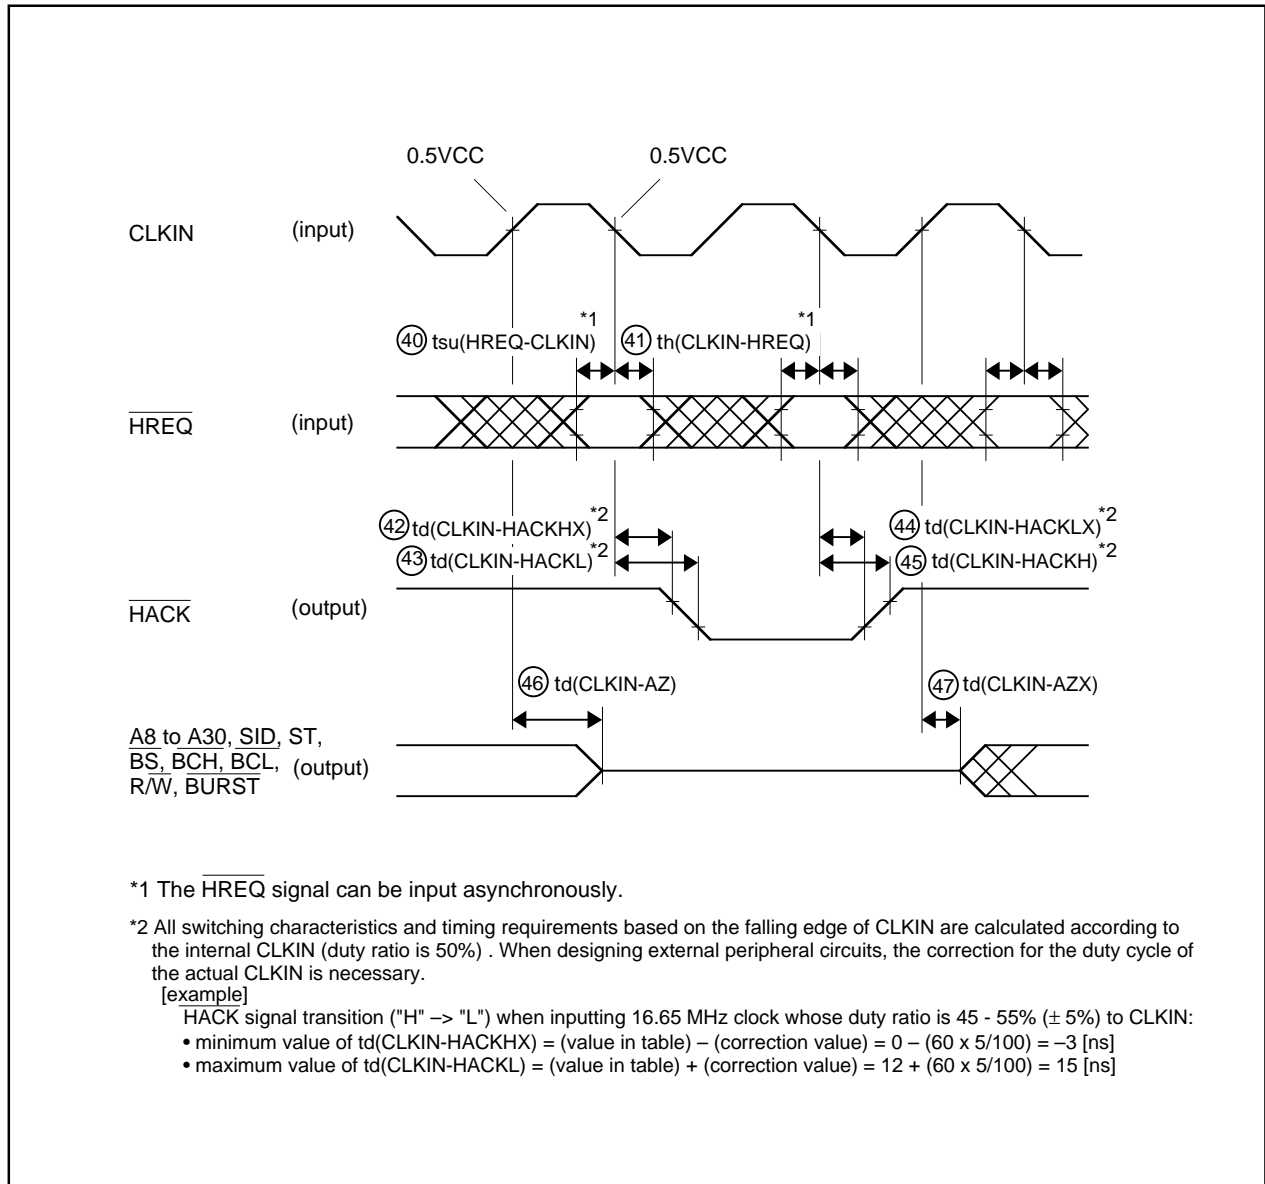 0.5VCC 0.5VCC
CLKIN (input)
*1 *1
40 tsu(HREQ-CLKIN) 41 th(CLKIN-HREQ)
HREQ (input)
42 td(CLKIN-HACKHX)*2 44 td(CLKIN-HACKLX)*2
43 td(CLKIN-HACKL)*2 45 td(CLKIN-HACKH)*2
HACK (output)
46 td(CLKIN-AZ) 47 td(CLKIN-AZX)
A8 to A30, SID, ST,
BS, BCH, BCL, (output)
R/W, BURST
*1 The HREQ signal can be input asynchronously.
*2 All switching characteristics and timing requirements based on the falling edge of CLKIN are calculated according to
the internal CLKIN (duty ratio is 50%) . When designing external peripheral circuits, the correction for the duty cycle of
the actual CLKIN is necessary.
[example]
HACK signal transition ("H" –> "L") when inputting 16.65 MHz clock whose duty ratio is 45 - 55% (± 5%) to CLKIN:
• minimum value of td(CLKIN-HACKHX) = (value in table) – (correction value) = 0 – (60 x 5/100) = –3 [ns]
• maximum value of td(CLKIN-HACKL) = (value in table) + (correction value) = 12 + (60 x 5/100) = 15 [ns]